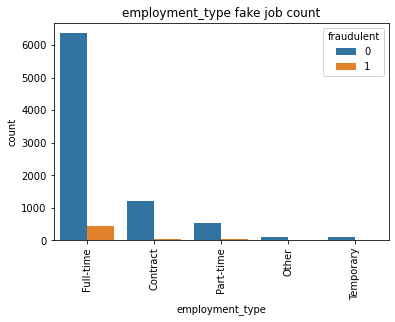 employment_type fake job count
fraudulent
0
1
6000
5000
4000
3000
2000
1000
0
count
Full-time
Contract
Part-time
Other
Temporary
employment_type